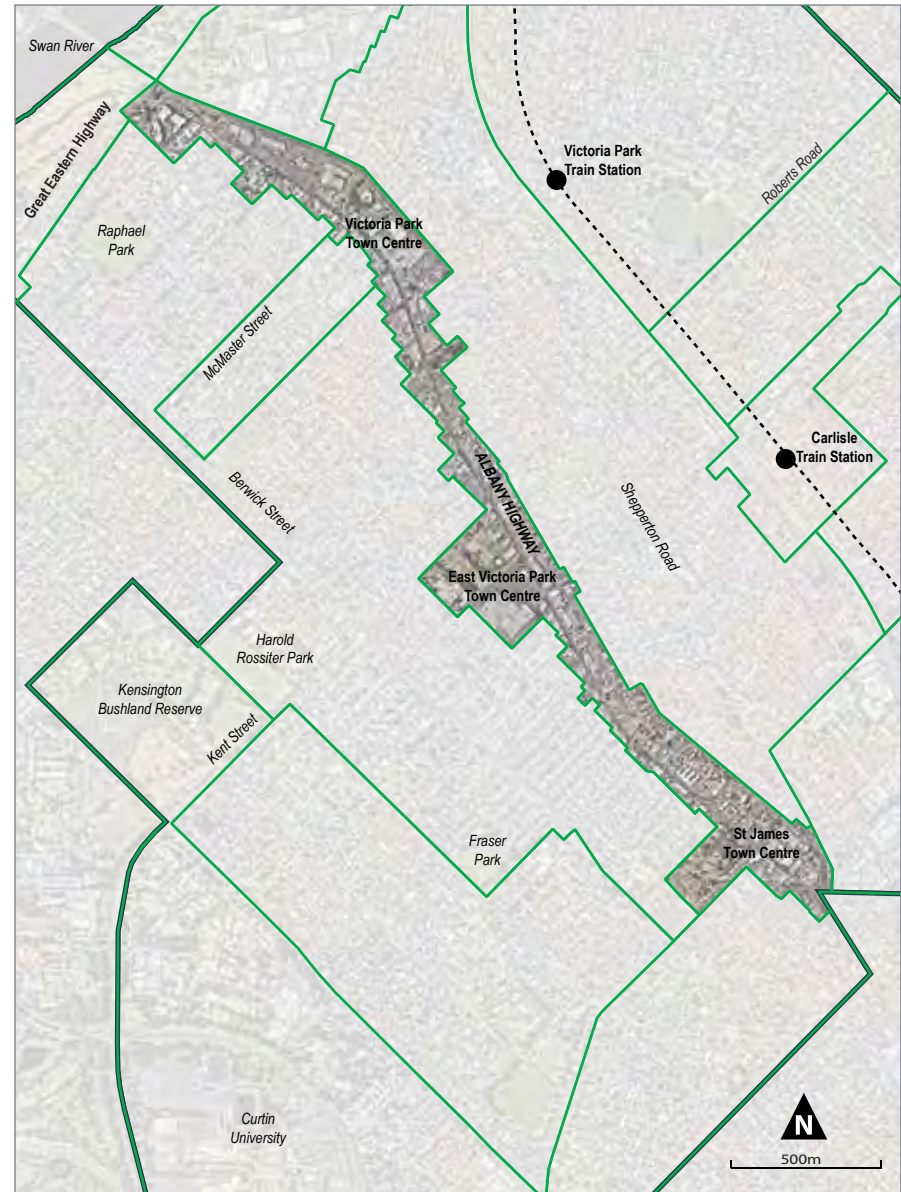 Swan River
Great Eastern Highway
Victoria Park
Train Station
Roberts Road
Raphael
Park
Victoria Park
Town Centre
McMaster Street
Carlisle
Train Station
ALBANY HIGHWAY
Berwick Street
Shepperton Road
East Victoria Park
Town Centre
Harold
Rossiter Park
Kensington
Bushland Reserve
Kent Street
St James
Town Centre
Fraser
Park
Curtin
University
N
500m